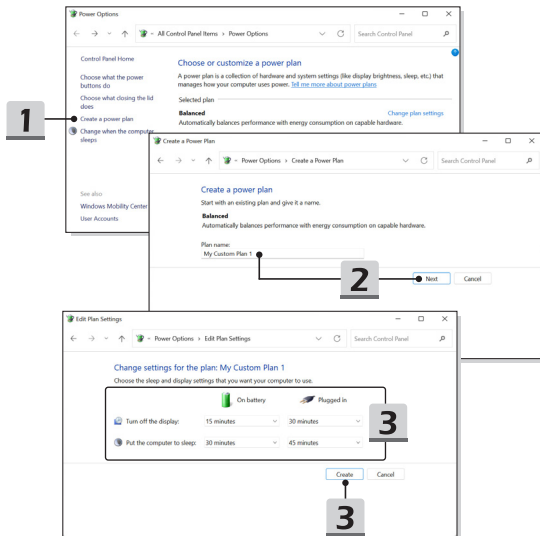 Power Options
All Control Panel Items > Power Options
Search Control Panel
Control Panel Home
Choose what the power
buttons do
Choose what closing the lid
does
Create a power plan
Change when the computer
sleeps
See also
Windows Mobility Center
User Accounts
Choose or customize a power plan
A power plan is a collection of hardware and system settings (like display brightness, sleep, etc.) that
manages how your computer uses power. Tell me more about power plans
Selected plan
Balanced
Change plan settings
Automatically balances performance with energy consumption on capable hardware.
1
Create a Power Plan
Power Options > Create a Power Plan
Search Control Panel
Create a power plan
Start with an existing plan and give it a name.
Balanced
Automatically balances performance with energy consumption on capable hardware.
Plan name:
My Custom Plan 1
2
Next
Cancel
Edit Plan Settings
Power Options > Edit Plan Settings
Search Control Panel
Change settings for the plan: My Custom Plan 1
Choose the sleep and display settings that you want your computer to use.
On battery
Plugged in
Turn off the display:
15 minutes
30 minutes
Put the computer to sleep:
30 minutes
45 minutes
3
Create
Cancel
3